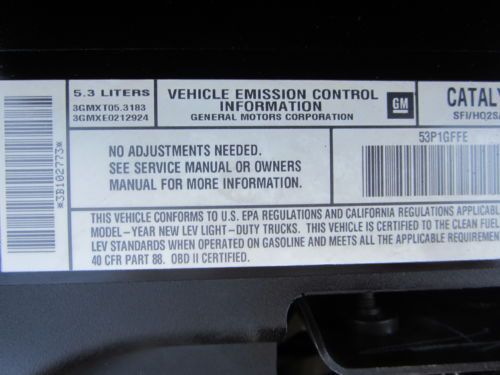 5.3 LITERS
3GMXT05.3183
3GMXE0212924
VEHICLE EMISSION CONTROL
INFORMATION
GENERAL MOTORS CORPORATION
GM
CATALY
SFI/HO2S/
53P1GFFE
*3B102773*
NO ADJUSTMENTS NEEDED.
SEE SERVICE MANUAL OR OWNERS
MANUAL FOR MORE INFORMATION.
THIS VEHICLE CONFORMS TO U.S. EPA REGULATIONS AND CALIFORNIA REGULATIONS APPLICABL
MODEL-YEAR NEW LEV LIGHT-DUTY TRUCKS. THIS VEHICLE IS CERTIFIED TO THE CLEAN FUEL
LEV STANDARDS WHEN OPERATED ON GASOLINE AND MEETS ALL THE APPLICABLE REQUIREME
40 CFR PART 88. OBD II CERTIFIED.